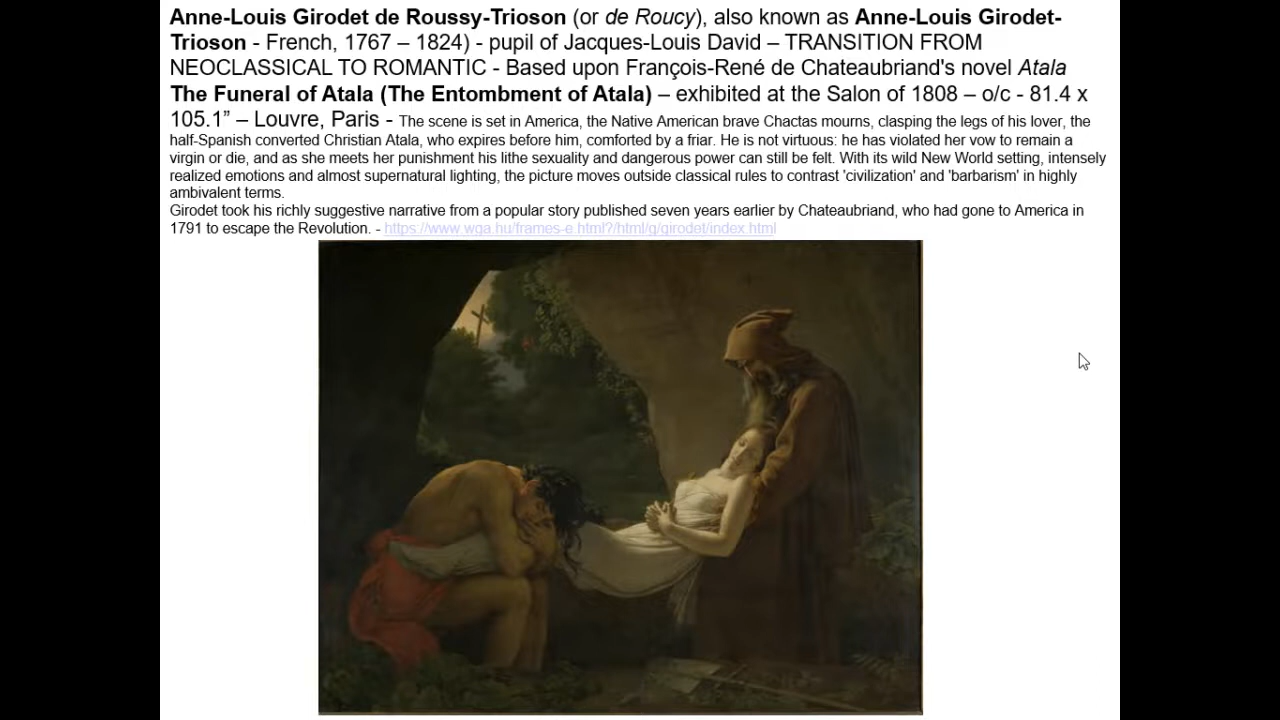 Anne-Louis Girodet de Roussy-Trioson (or de Roucy), also known as Anne-Louis Girodet-
Trioson - French, 1767 – 1824) - pupil of Jacques-Louis David – TRANSITION FROM
NEOCLASSICAL TO ROMANTIC - Based upon François-René de Chateaubriand's novel Atala
The Funeral of Atala (The Entombment of Atala) – exhibited at the Salon of 1808 – o/c - 81.4 x
105.1” – Louvre, Paris - The scene is set in America, the Native American brave Chactas mourns, clasping the legs of his lover, the
half-Spanish converted Christian Atala, who expires before him, comforted by a friar. He is not virtuous: he has violated her vow to remain a
virgin or die, and as she meets her punishment his lithe sexuality and dangerous power can still be felt. With its wild New World setting, intensely
realized emotions and almost supernatural lighting, the picture moves outside classical rules to contrast 'civilization' and 'barbarism' in highly
ambivalent terms.
Girodet took his richly suggestive narrative from a popular story published seven years earlier by Chateaubriand, who had gone to America in
1791 to escape the Revolution. - https://www.wga.hu/frames-e.html?/html/g/girodet/index.html